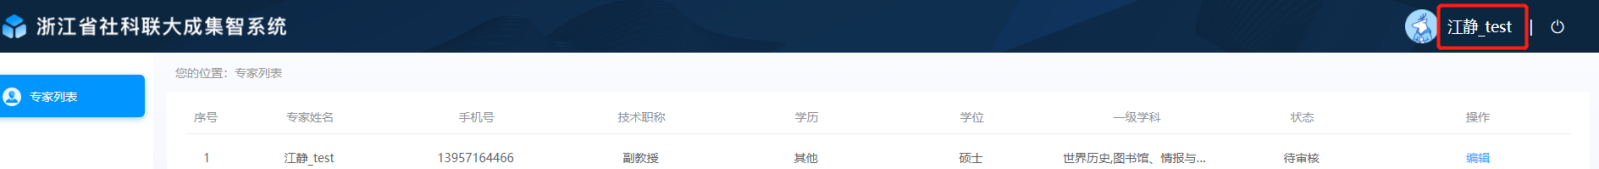 浙江省社科联大成集智系统
江静_test
专家列表
您的位置：专家列表
序号 专家姓名 手机号 技术职称 学历 学位 一级学科 状态 操作
1 江静_test 13957164466 副教授 其他 硕士 世界历史,图书馆、情报与... 待审核 编辑